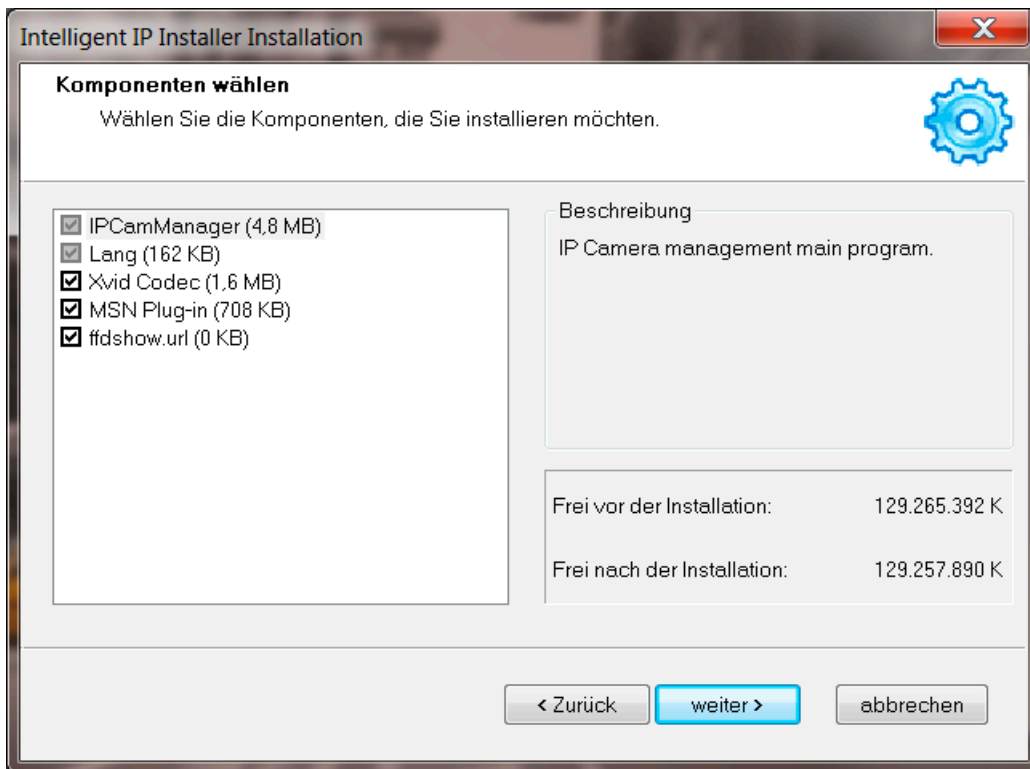 Intelligent IP Installer Installation
Komponenten wählen
Wählen Sie die Komponenten, die Sie installieren möchten.
IPCamManager (4,8 MB)
Lang (162 KB)
Xvid Codec (1,6 MB)
MSN Plug-in (708 KB)
ffdshow.url (0 KB)
Beschreibung
IP Camera management main program.
Frei vor der Installation: 129.265.392 K
Frei nach der Installation: 129.257.890 K
< Zurück
weiter >
abbrechen